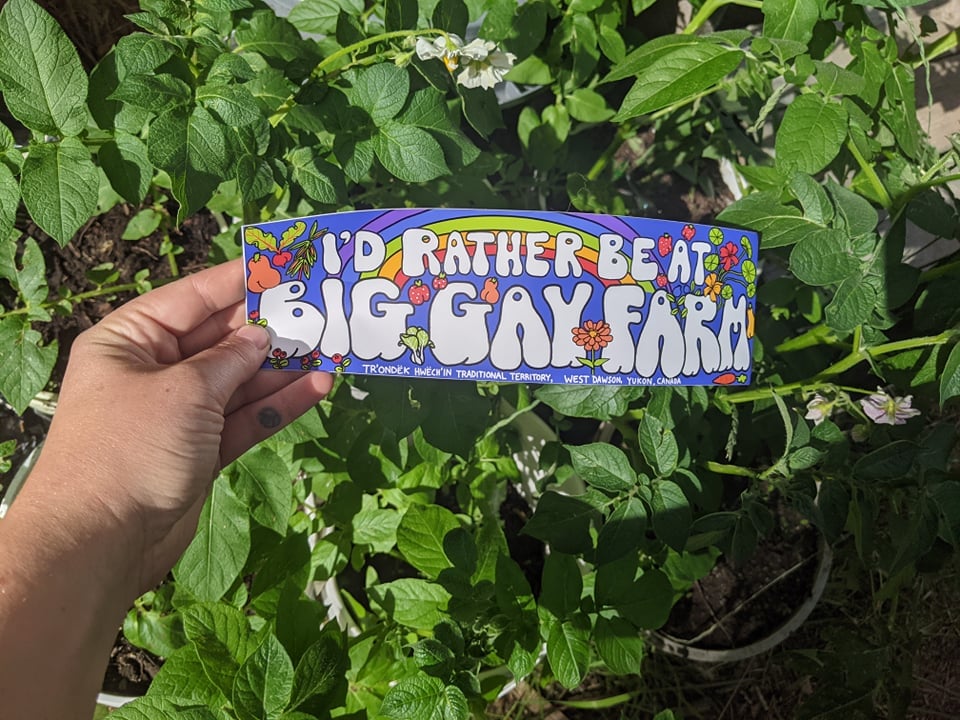 I'D RATHER BE AT
BIG GAY FARM
TR'ONDËK HWËCH'IN TRADITIONAL TERRITORY, WEST DAWSON, YUKON, CANADA